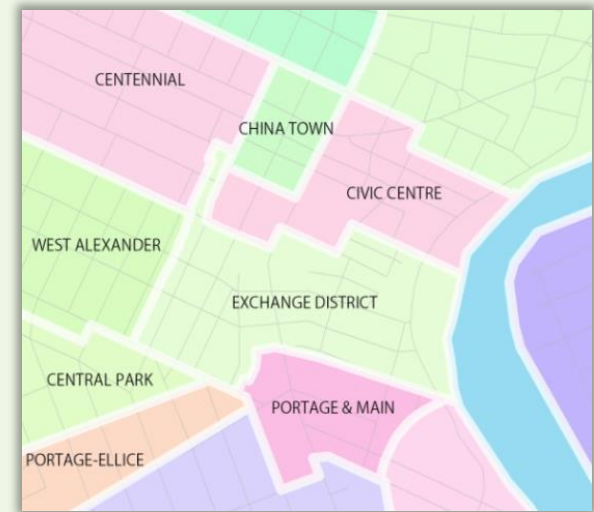 CENTENNIAL
CHINA TOWN
CIVIC CENTRE
WEST ALEXANDER
EXCHANGE DISTRICT
CENTRAL PARK
PORTAGE & MAIN
PORTAGE-ELLICE